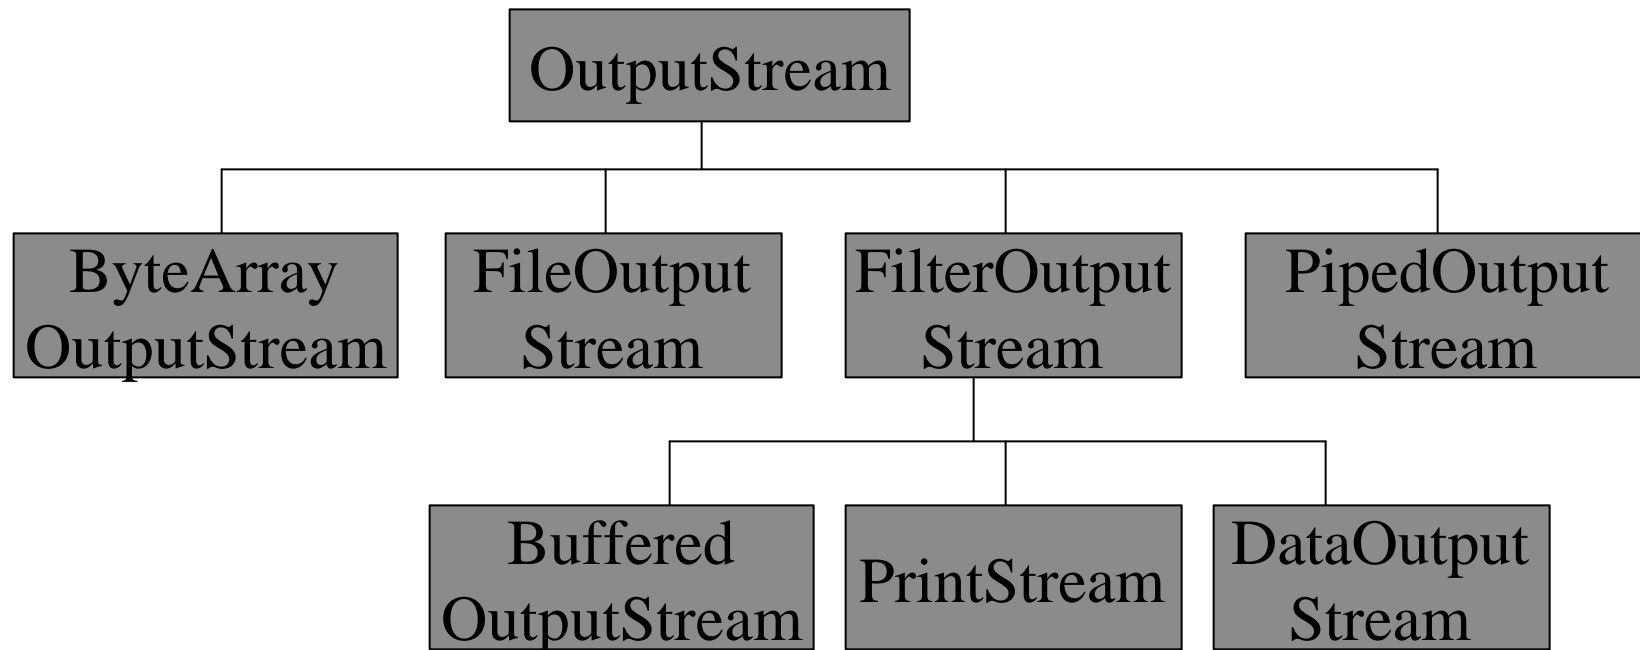 OutputStream
ByteArray
OutputStream
FileOutput
Stream
FilterOutput
Stream
PipedOutput
Stream
Buffered
OutputStream
PrintStream
DataOutput
Stream